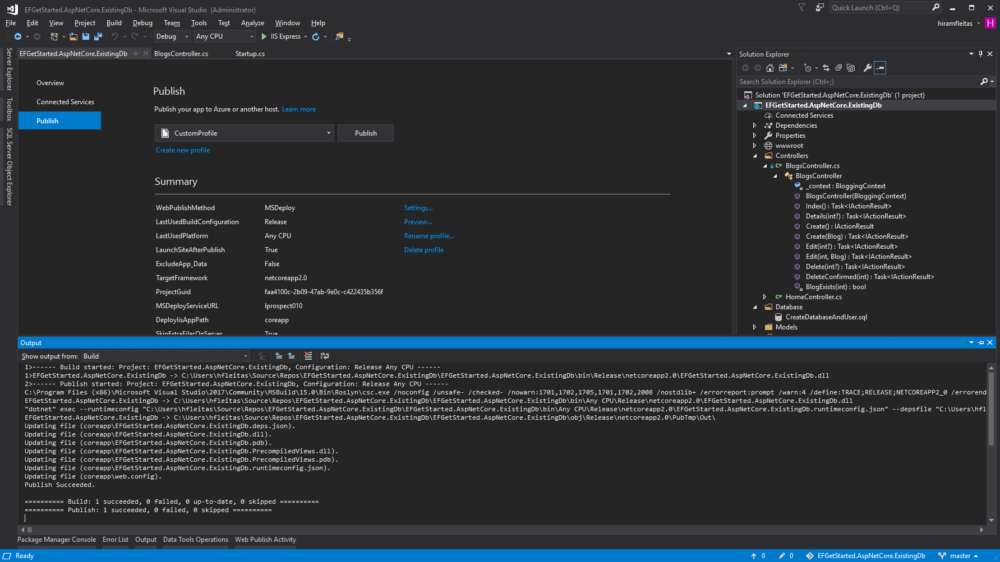 EFGetStarted.AspNetCore.ExistingDb - Microsoft Visual Studio (Administrator)
Quick Launch (Ctrl+Q)
File Edit View Project Build Debug Team Tools Test Analyze Window Help
hiramfleitas H
Debug Any CPU IIS Express
EFGetStarted.AspNetCore.ExistingDb BlogsController.cs Startup.cs
Server Explorer
Toolbox
SQL Server Object Explorer
Overview
Connected Services
Publish
Publish
Publish your app to Azure or another host. Learn more
CustomProfile Publish
Create new profile
Summary
WebPublishMethod MSDeploy Settings...
LastUsedBuildConfiguration Release Preview...
LastUsedPlatform Any CPU Rename profile...
LaunchSiteAfterPublish True Delete profile
ExcludeApp_Data False
TargetFramework netcoreapp2.0
ProjectGuid faa4100c-2b09-47ab-9e0c-c422435b356f
MSDeployServiceURL lprospect010
DeployIisAppPath coreapp
SkipExtraFilesOnServer True
Solution Explorer
Search Solution Explorer (Ctrl+;)
Solution 'EFGetStarted.AspNetCore.ExistingDb' (1 project)
EFGetStarted.AspNetCore.ExistingDb
Connected Services
Dependencies
Properties
wwwroot
Controllers
C# BlogsController.cs
BlogsController
_context : BloggingContext
BlogsController(BloggingContext)
Index() : Task<IActionResult>
Details(int?) : Task<IActionResult>
Create() : IActionResult
Create(Blog) : Task<IActionResult>
Edit(int?) : Task<IActionResult>
Edit(int, Blog) : Task<IActionResult>
Delete(int?) : Task<IActionResult>
DeleteConfirmed(int) : Task<IActionResult>
BlogExists(int) : bool
C# HomeController.cs
Database
CreateDatabaseAndUser.sql
Models
Output
Show output from: Build
1>------ Build started: Project: EFGetStarted.AspNetCore.ExistingDb, Configuration: Release Any CPU ------
1>EFGetStarted.AspNetCore.ExistingDb -> C:\Users\hfleitas\Source\Repos\EFGetStarted.AspNetCore.ExistingDb\EFGetStarted.AspNetCore.ExistingDb\bin\Release\netcoreapp2.0\EFGetStarted.AspNetCore.ExistingDb.dll
2>------ Publish started: Project: EFGetStarted.AspNetCore.ExistingDb, Configuration: Release Any CPU ------
C:\Program Files (x86)\Microsoft Visual Studio\2017\Community\MSBuild\15.0\Bin\Roslyn\csc.exe /noconfig /unsafe- /checked- /nowarn:1701,1702,1705,1701,1702,2008 /nostdlib+ /errorreport:prompt /warn:4 /define:TRACE;RELEASE;NETCOREAPP2_0 /errorend
EFGetStarted.AspNetCore.ExistingDb -> C:\Users\hfleitas\Source\Repos\EFGetStarted.AspNetCore.ExistingDb\EFGetStarted.AspNetCore.ExistingDb\bin\Any CPU\Release\netcoreapp2.0\EFGetStarted.AspNetCore.ExistingDb.dll
"dotnet" exec --runtimeconfig "C:\Users\hfleitas\Source\Repos\EFGetStarted.AspNetCore.ExistingDb\EFGetStarted.AspNetCore.ExistingDb\bin\Any CPU\Release\netcoreapp2.0\EFGetStarted.AspNetCore.ExistingDb.runtimeconfig.json" --depsfile "C:\Users\hfl
EFGetStarted.AspNetCore.ExistingDb -> C:\Users\hfleitas\Source\Repos\EFGetStarted.AspNetCore.ExistingDb\EFGetStarted.AspNetCore.ExistingDb\obj\Release\netcoreapp2.0\PubTmp\Out\
Updating file (coreapp\EFGetStarted.AspNetCore.ExistingDb.deps.json).
Updating file (coreapp\EFGetStarted.AspNetCore.ExistingDb.dll).
Updating file (coreapp\EFGetStarted.AspNetCore.ExistingDb.pdb).
Updating file (coreapp\EFGetStarted.AspNetCore.ExistingDb.PrecompiledViews.dll).
Updating file (coreapp\EFGetStarted.AspNetCore.ExistingDb.PrecompiledViews.pdb).
Updating file (coreapp\EFGetStarted.AspNetCore.ExistingDb.runtimeconfig.json).
Updating file (coreapp\web.config).
Publish Succeeded.
========== Build: 1 succeeded, 0 failed, 0 up-to-date, 0 skipped ==========
========== Publish: 1 succeeded, 0 failed, 0 skipped ==========
Package Manager Console Error List Output Data Tools Operations Web Publish Activity
Ready 0 0 EFGetStarted.AspNetCore.ExistingDb master